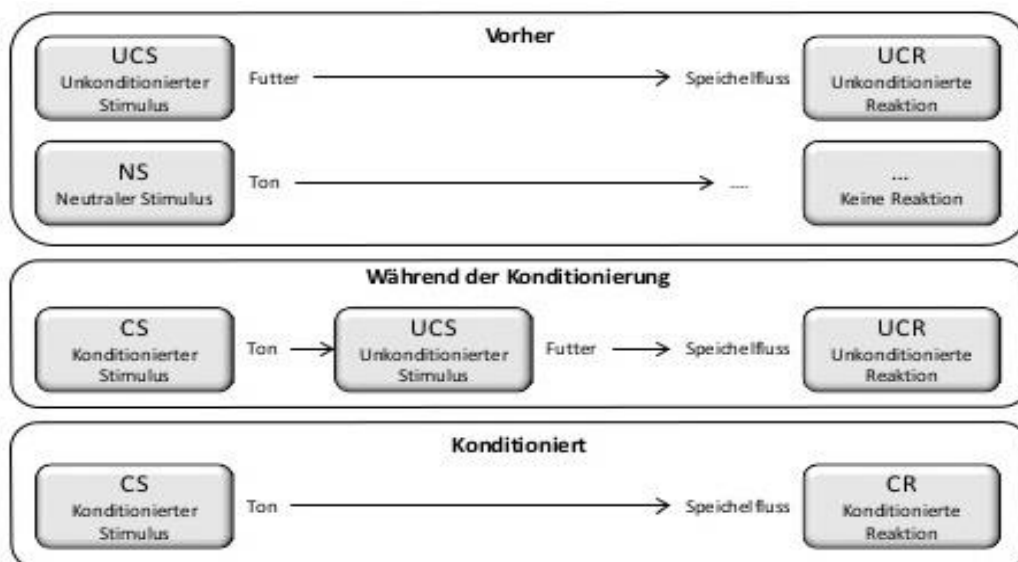 Vorher
UCS
Unkonditionierter
Stimulus
Futter
Speichelfluss
UCR
Unkonditionierte
Reaktion
NS
Neutraler Stimulus
Ton
....
...
Keine Reaktion
Während der Konditionierung
CS
Konditionierter
Stimulus
Ton
UCS
Unkonditionierter
Stimulus
Futter
Speichelfluss
UCR
Unkonditionierte
Reaktion
Konditioniert
CS
Konditionierter
Stimulus
Ton
Speichelfluss
CR
Konditionierte
Reaktion